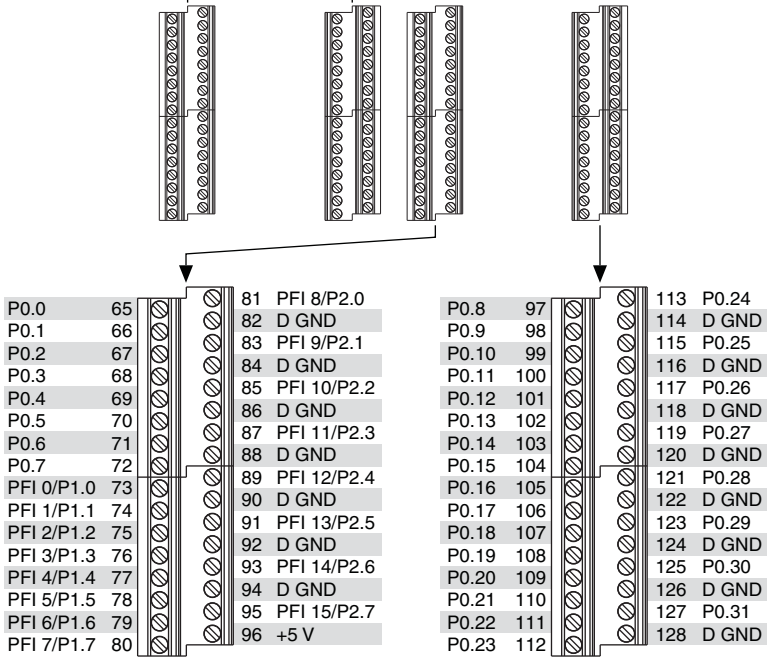 P0.0 65
P0.1 66
P0.2 67
P0.3 68
P0.4 69
P0.5 70
P0.6 71
P0.7 72
PFI 0/P1.0 73
PFI 1/P1.1 74
PFI 2/P1.2 75
PFI 3/P1.3 76
PFI 4/P1.4 77
PFI 5/P1.5 78
PFI 6/P1.6 79
PFI 7/P1.7 80
81 PFI 8/P2.0
82 D GND
83 PFI 9/P2.1
84 D GND
85 PFI 10/P2.2
86 D GND
87 PFI 11/P2.3
88 D GND
89 PFI 12/P2.4
90 D GND
91 PFI 13/P2.5
92 D GND
93 PFI 14/P2.6
94 D GND
95 PFI 15/P2.7
96 +5 V
P0.8 97
P0.9 98
P0.10 99
P0.11 100
P0.12 101
P0.13 102
P0.14 103
P0.15 104
P0.16 105
P0.17 106
P0.18 107
P0.19 108
P0.20 109
P0.21 110
P0.22 111
P0.23 112
113 P0.24
114 D GND
115 P0.25
116 D GND
117 P0.26
118 D GND
119 P0.27
120 D GND
121 P0.28
122 D GND
123 P0.29
124 D GND
125 P0.30
126 D GND
127 P0.31
128 D GND